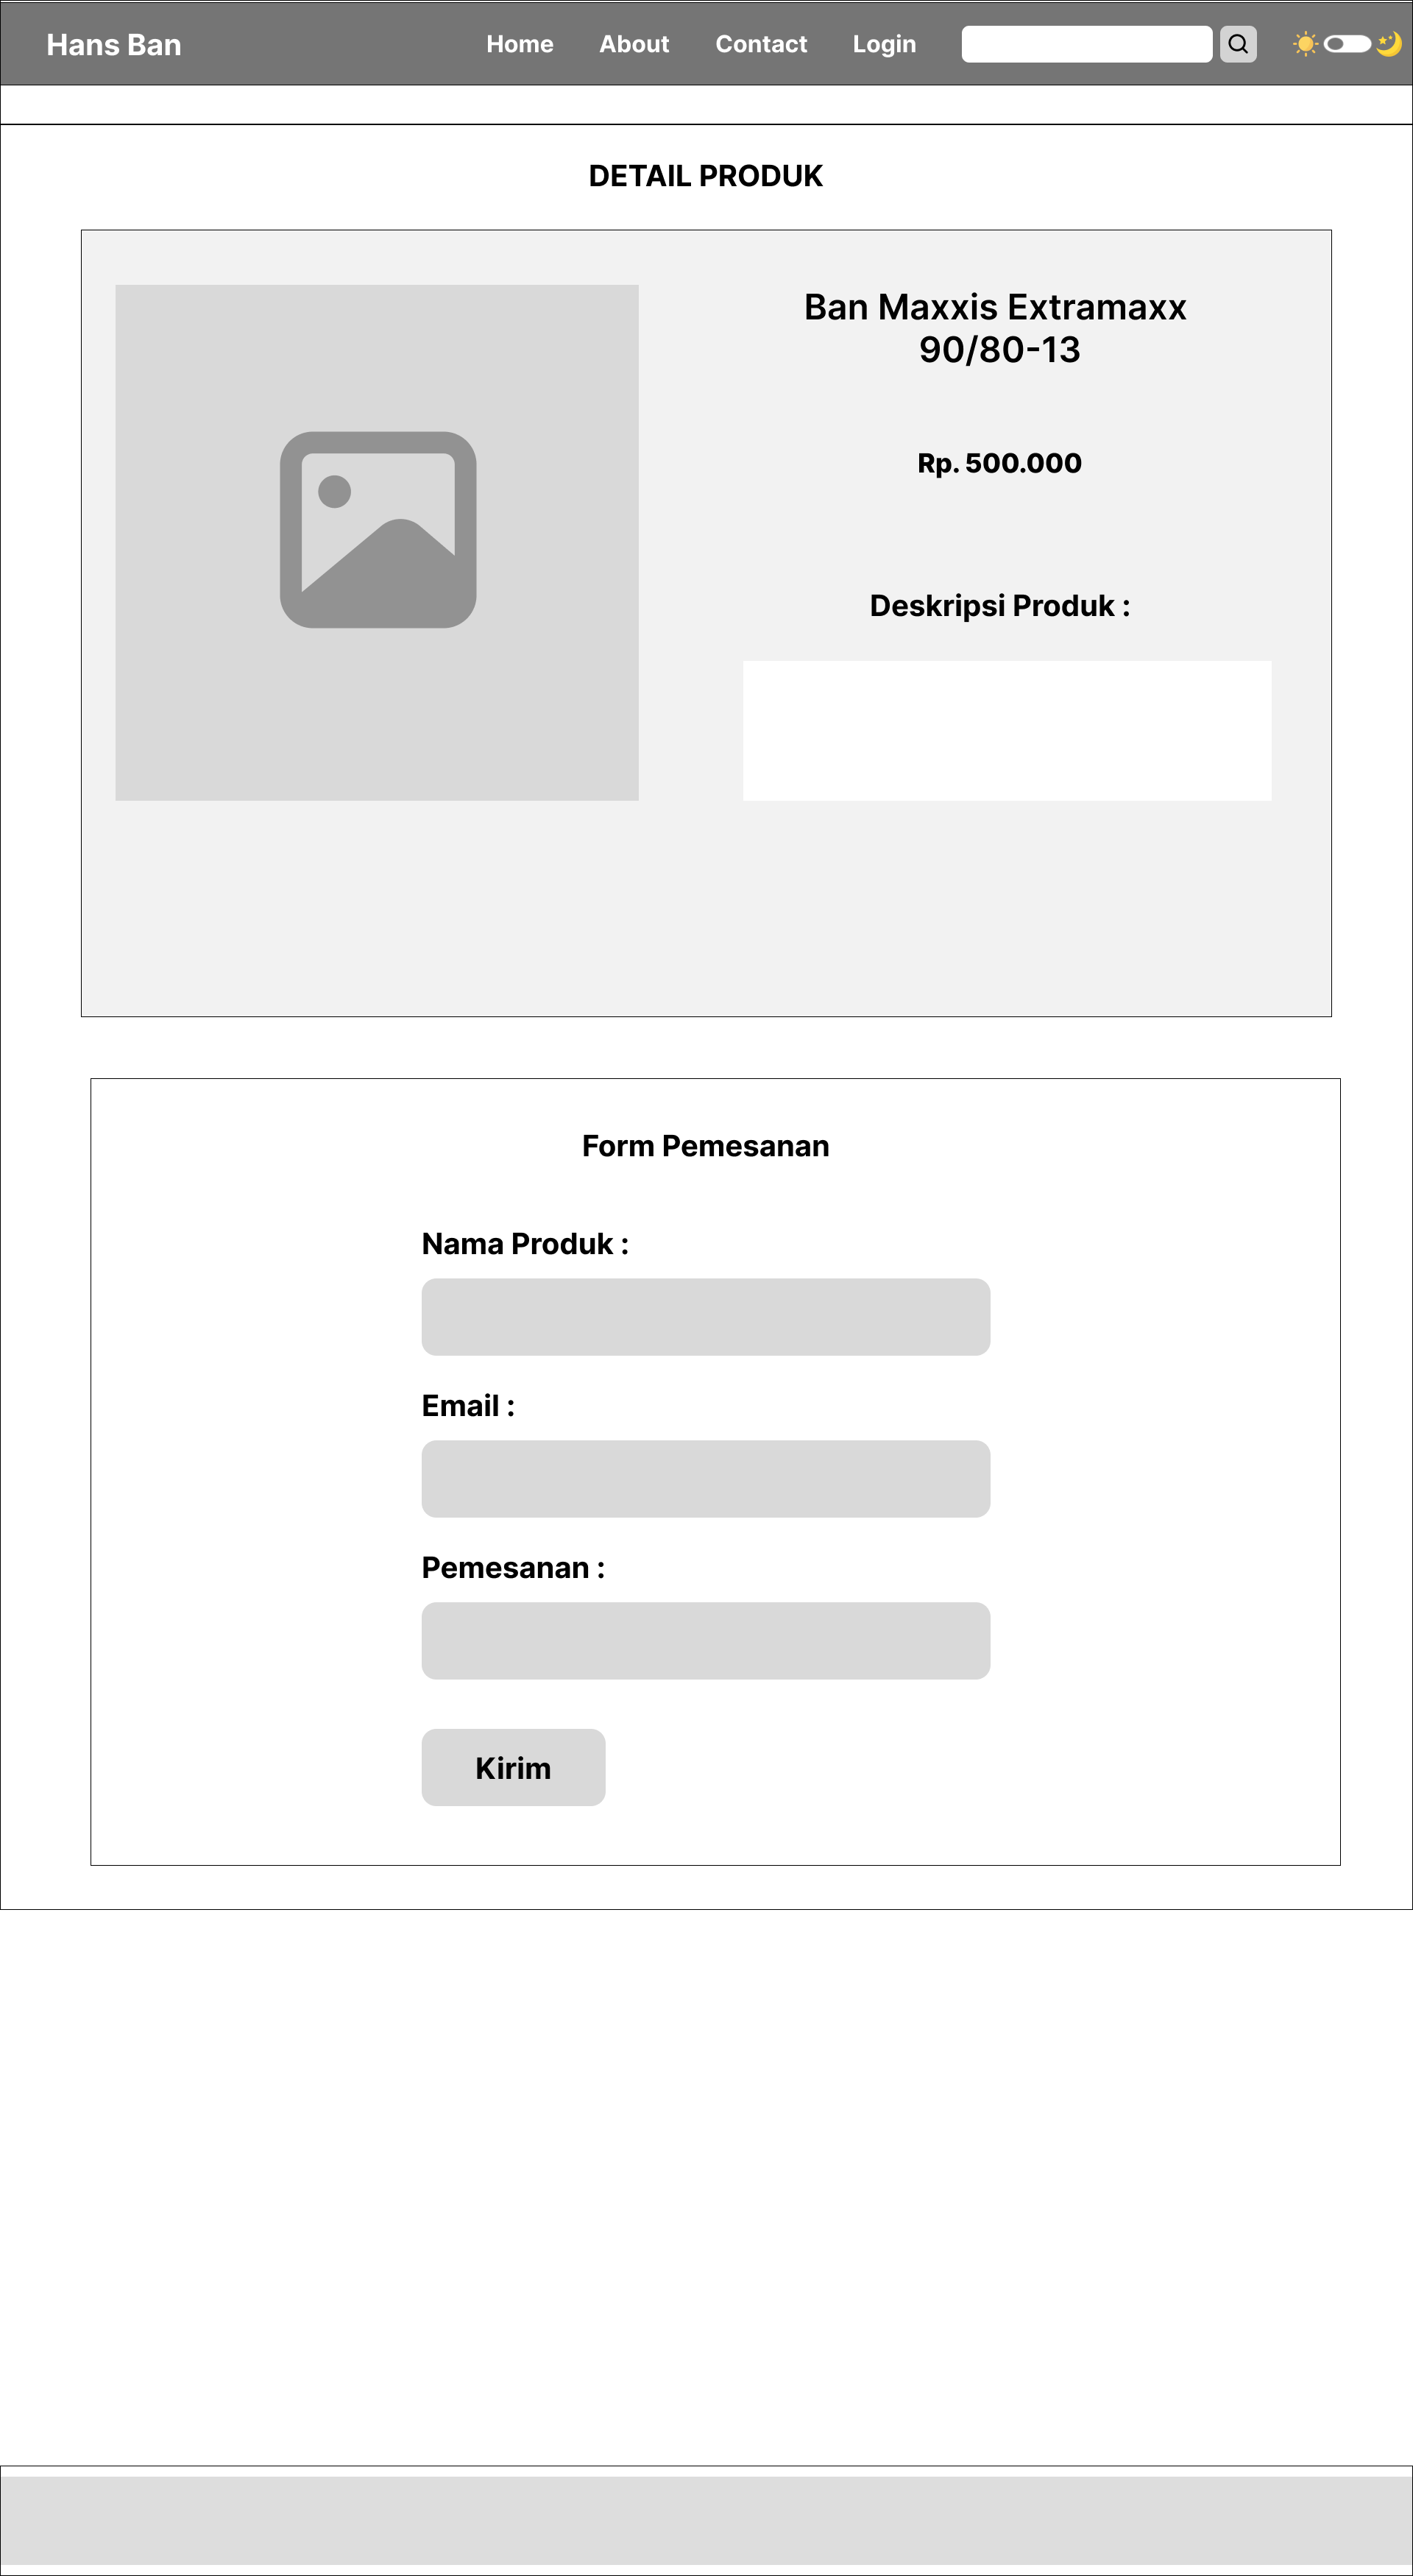 Hans Ban
Home About Contact Login
DETAIL PRODUK
Ban Maxxis Extramaxx
90/80-13
Rp. 500.000
Deskripsi Produk :
Form Pemesanan
Nama Produk :
Email :
Pemesanan :
Kirim